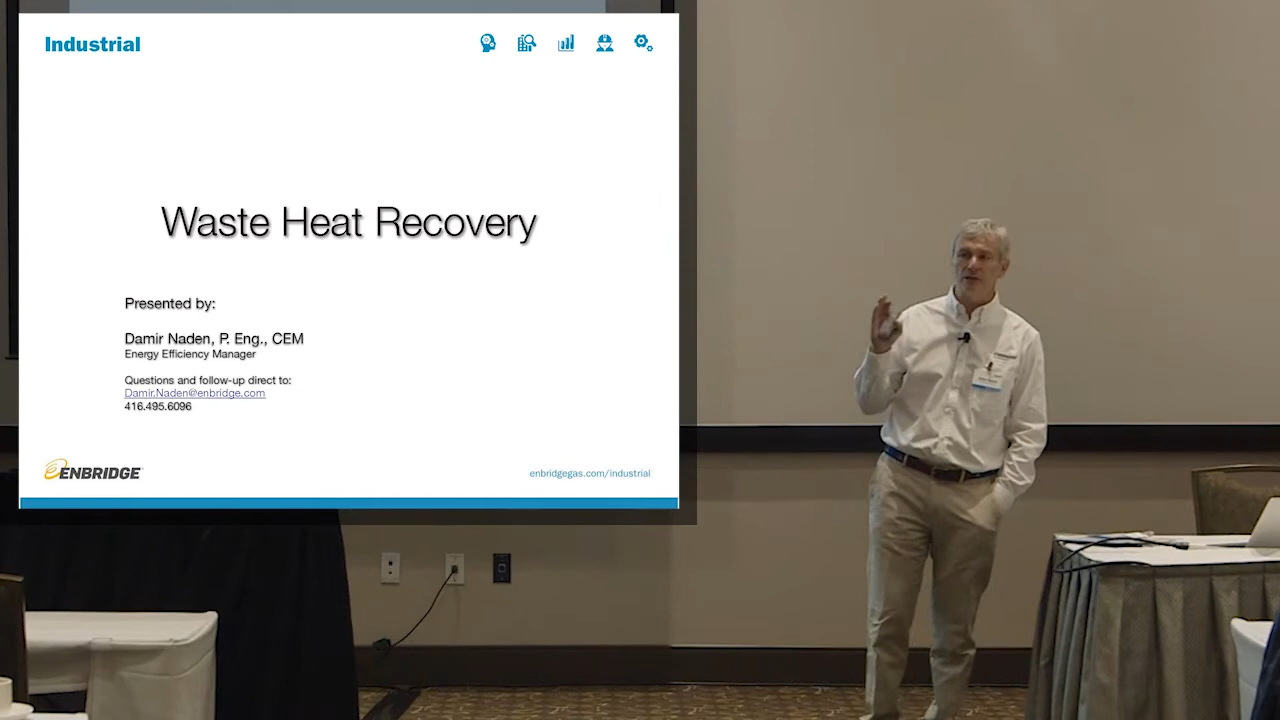 Industrial
Waste Heat Recovery
Presented by:
Damir Naden, P. Eng., CEM
Energy Efficiency Manager
Questions and follow-up direct to:
Damir.Naden@enbridge.com
416.495.6096
ENBRIDGE
enbridgegas.com/industrial